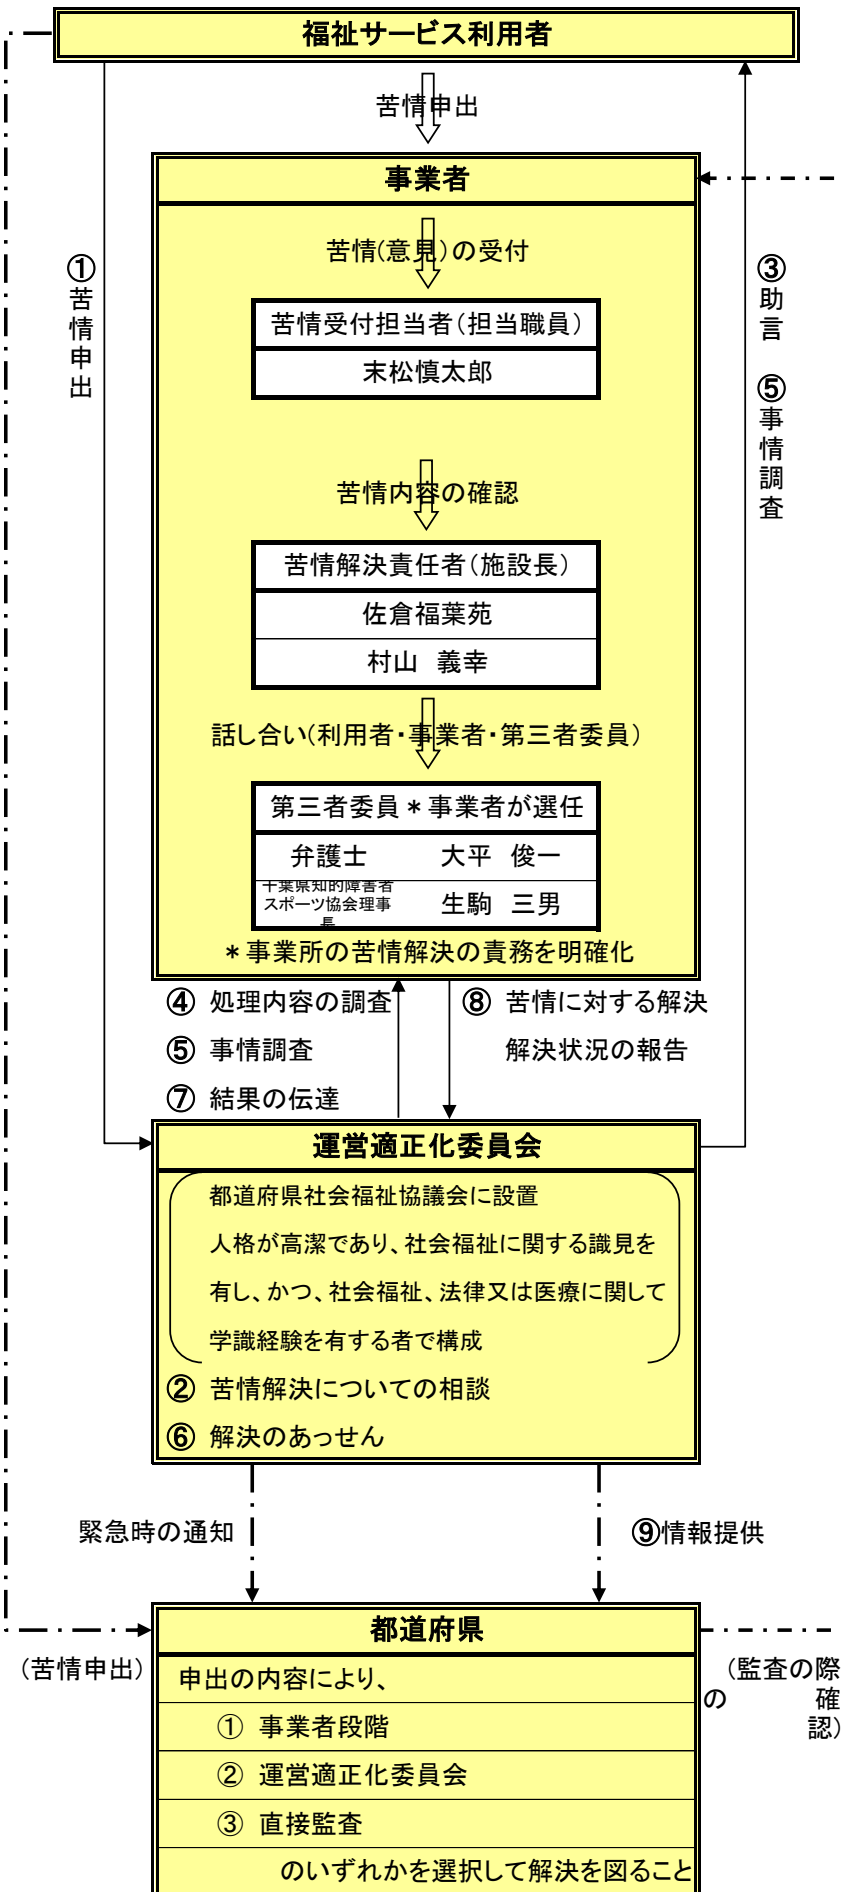 福祉サービス利用者
苦情申出
事業者
苦情(意見)の受付
苦情受付担当者(担当職員)
末松慎太郎
苦情内容の確認
苦情解決責任者(施設長)
佐倉福葉苑
村山　義幸
話し合い(利用者・事業者・第三者委員)
第三者委員＊事業者が選任
弁護士　大平　俊一
千葉県知的障害者
スポーツ協会理事
長
生駒　三男
＊事業所の苦情解決の責務を明確化
①苦情申出
③助言　⑤事情調査
④ 処理内容の調査
⑤ 事情調査
⑦ 結果の伝達
⑧ 苦情に対する解決
解決状況の報告
運営適正化委員会
都道府県社会福祉協議会に設置
人格が高潔であり、社会福祉に関する識見を
有し、かつ、社会福祉、法律又は医療に関して
学識経験を有する者で構成
② 苦情解決についての相談
⑥ 解決のあっせん
緊急時の通知
⑨情報提供
都道府県
(苦情申出)
(監査の際
の　確
認)
申出の内容により、
① 事業者段階
② 運営適正化委員会
③ 直接監査
のいずれかを選択して解決を図ること